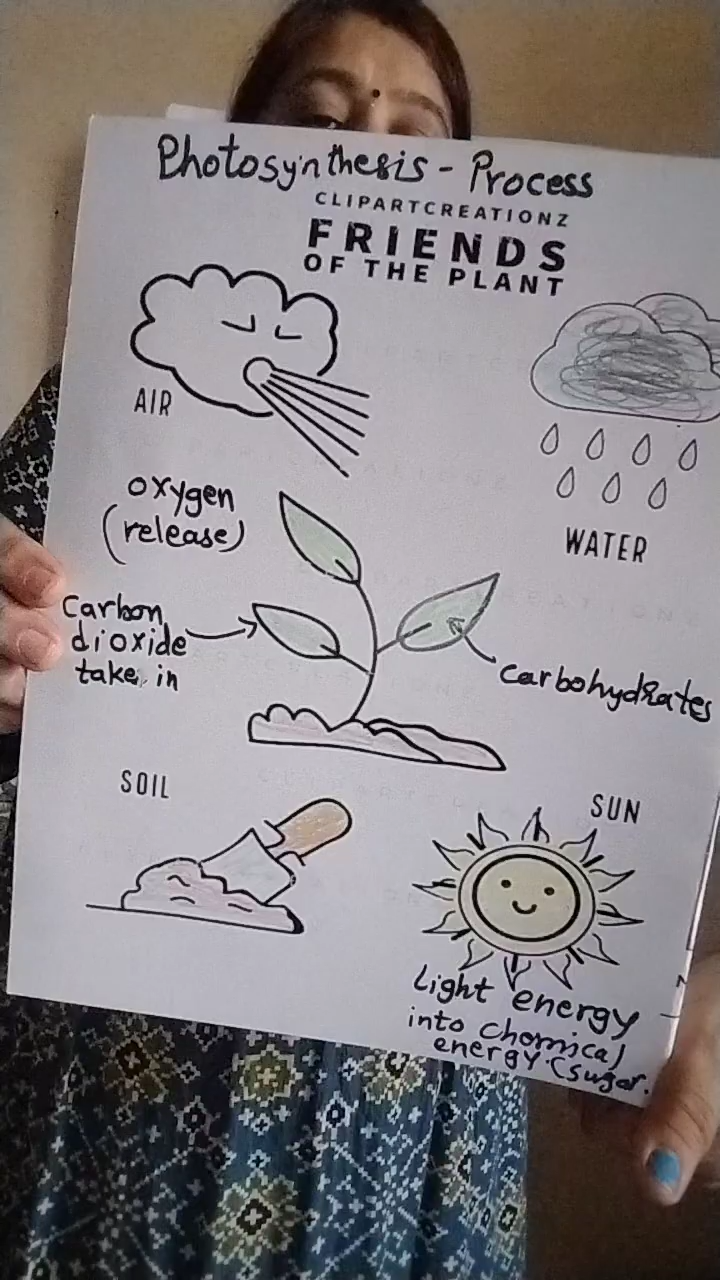 Photosynthesis - Process
CLIPARTCREATIONZ
FRIENDS
OF THE PLANT
AIR
WATER
oxygen
(release)
Carbon
dioxide
take in
Carbohydrates
SOIL
SUN
Light energy
into chemical
energy (sugar.